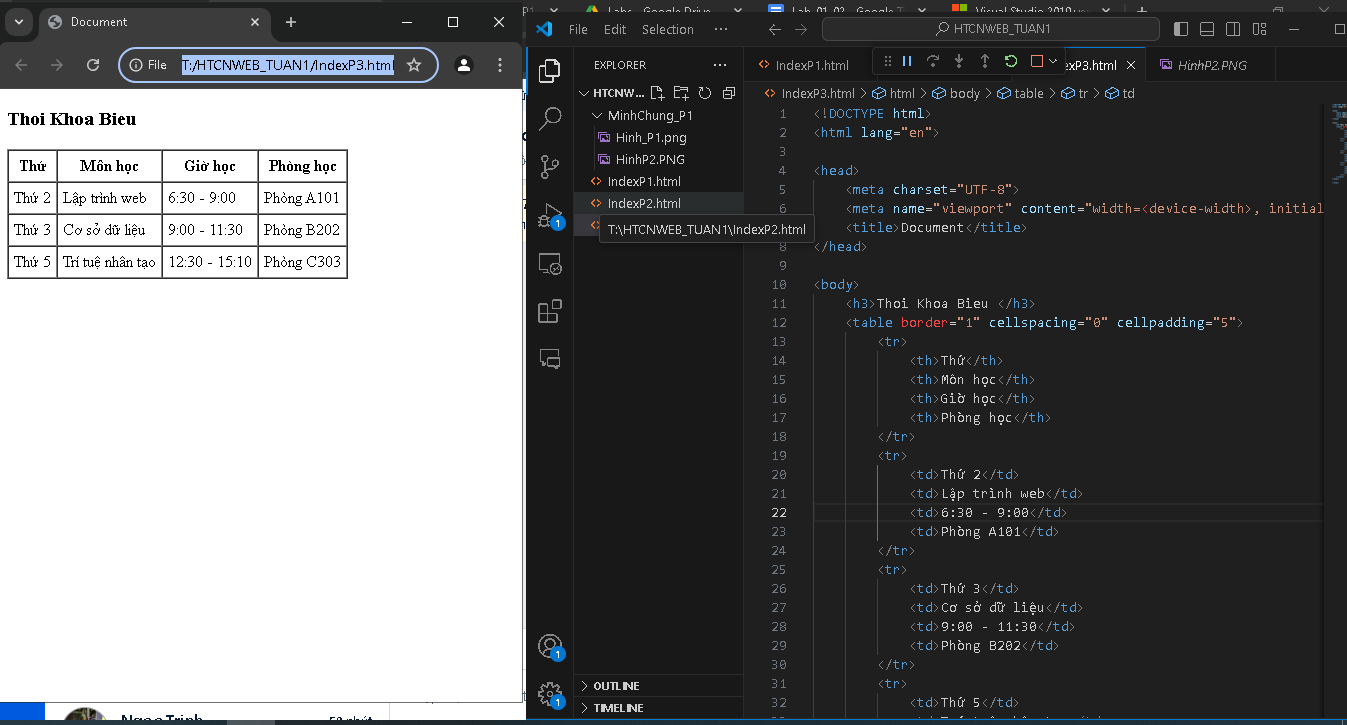 Document
File T:/HTCNWEB_TUAN1/IndexP3.html
Thoi Khoa Bieu
Thứ Môn học Giờ học Phòng học
Thứ 2 Lập trình web 6:30 - 9:00 Phòng A101
Thứ 3 Cơ sở dữ liệu 9:00 - 11:30 Phòng B202
Thứ 5 Trí tuệ nhân tạo 12:30 - 15:10 Phòng C303
Ngọc Trinh
File Edit Selection ···
HTCNWEB_TUAN1
EXPLORER ···
HTCNW...
MinhChung_P1
Hinh_P1.png
HinhP2.PNG
IndexP1.html
IndexP2.html
T:\HTCNWEB_TUAN1\IndexP2.html
1
1
1
OUTLINE
TIMELINE
IndexP1.html
xP3.html
HinhP2.PNG
IndexP3.html > html > body > table > tr > td
1 <!DOCTYPE html>
2 <html lang="en">
3
4 <head>
5 <meta charset="UTF-8">
6 <meta name="viewport" content="width=<device-width>, initial
<title>Document</title>
8 </head>
9
10 <body>
11 <h3>Thoi Khoa Bieu </h3>
12 <table border="1" cellspacing="0" cellpadding="5">
13 <tr>
14 <th>Thứ</th>
15 <th>Môn học</th>
16 <th>Giờ học</th>
17 <th>Phòng học</th>
18 </tr>
19 <tr>
20 <td>Thứ 2</td>
21 <td>Lập trình web</td>
22 <td>6:30 - 9:00</td>
23 <td>Phòng A101</td>
24 </tr>
25 <tr>
26 <td>Thứ 3</td>
27 <td>Cơ sở dữ liệu</td>
28 <td>9:00 - 11:30</td>
29 <td>Phòng B202</td>
30 </tr>
31 <tr>
32 <td>Thứ 5</td>